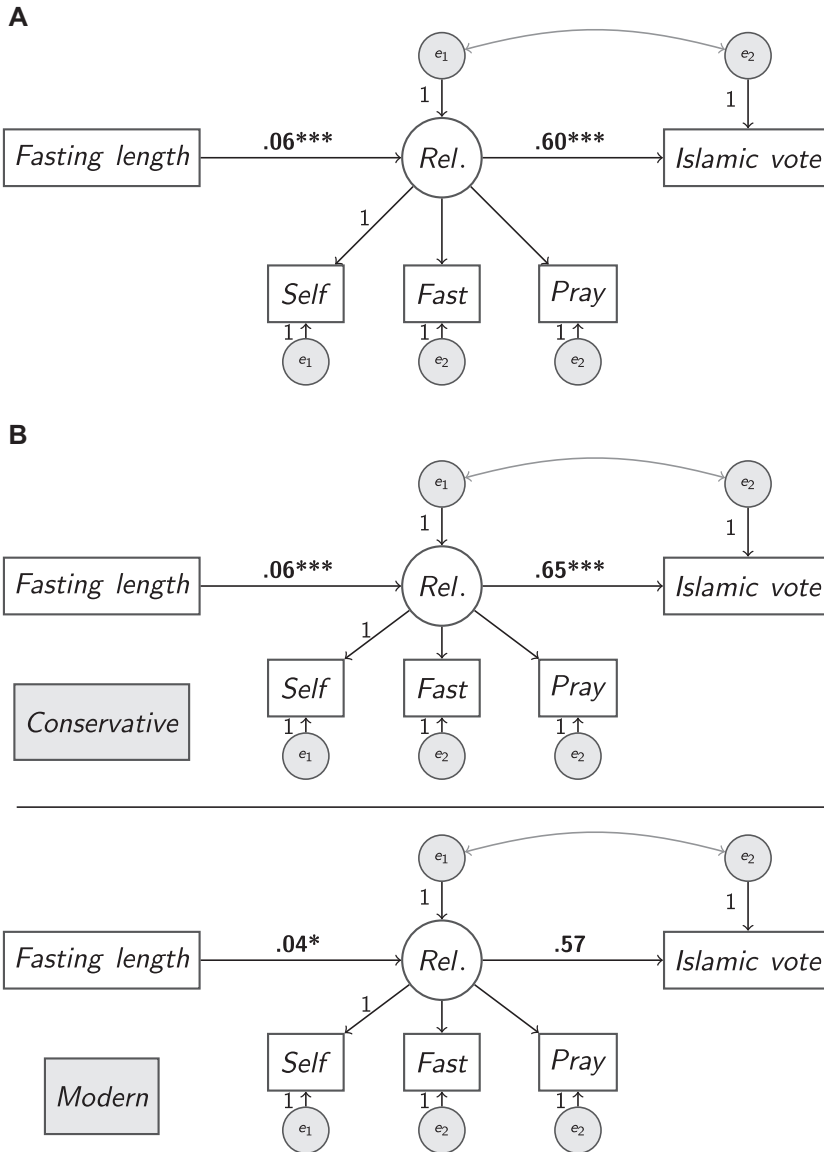 A
e1 e2
1 1
Fasting length .06*** Rel. .60*** Islamic vote
1
Self Fast Pray
1 1 1
e1 e2 e2
B
e1 e2
1 1
Fasting length .06*** Rel. .65*** Islamic vote
1
Self Fast Pray
Conservative
1 1 1
e1 e2 e2
e1 e2
1 1
Fasting length .04* Rel. .57 Islamic vote
1
Self Fast Pray
Modern
1 1 1
e1 e2 e2